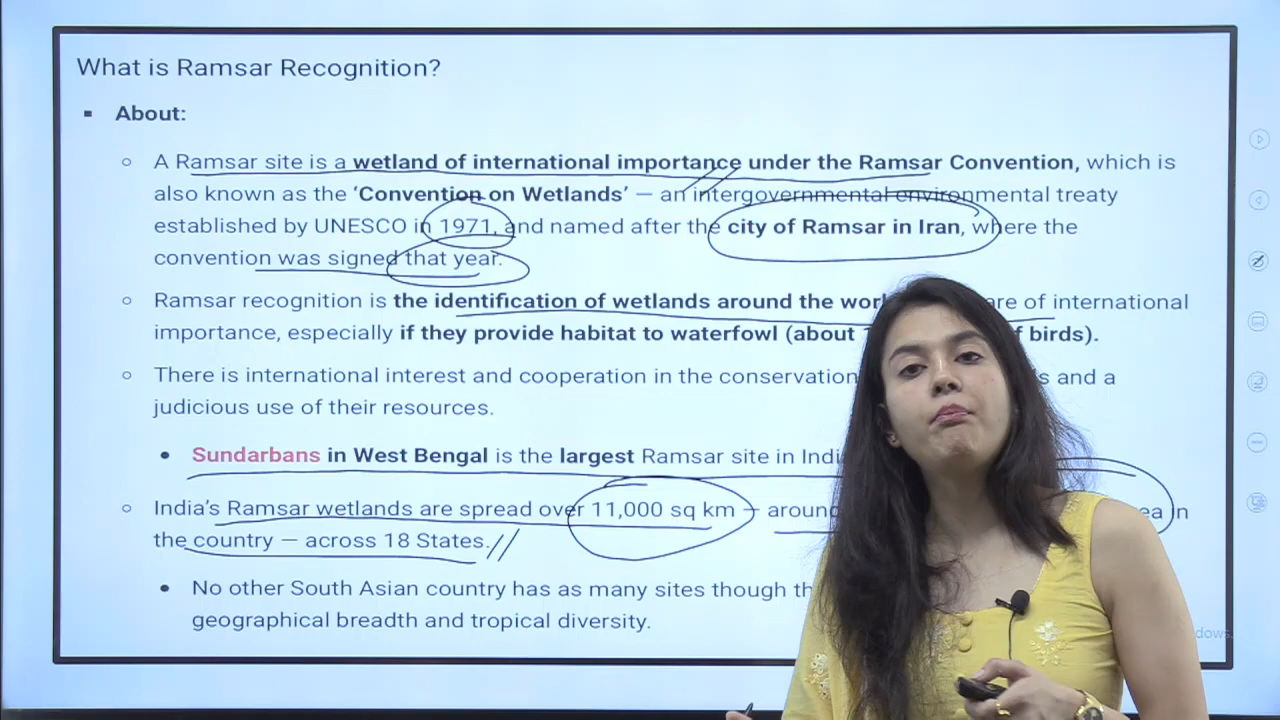 What is Ramsar Recognition?
▪ About:
○ A Ramsar site is a wetland of international importance under the Ramsar Convention, which is
also known as the ‘Convention on Wetlands’ — an intergovernmental environmental treaty
established by UNESCO in 1971, and named after the city of Ramsar in Iran, where the
convention was signed that year.
○ Ramsar recognition is the identification of wetlands around the are of international
importance, especially if they provide habitat to waterfowl (about birds).
○ There is international interest and cooperation in the conservation and a
judicious use of their resources.
• Sundarbans in West Bengal is the largest Ramsar site in
○ India’s Ramsar wetlands are spread over 11,000 sq km — in
the country — across 18 States.
• No other South Asian country has as many sites though
geographical breadth and tropical diversity.